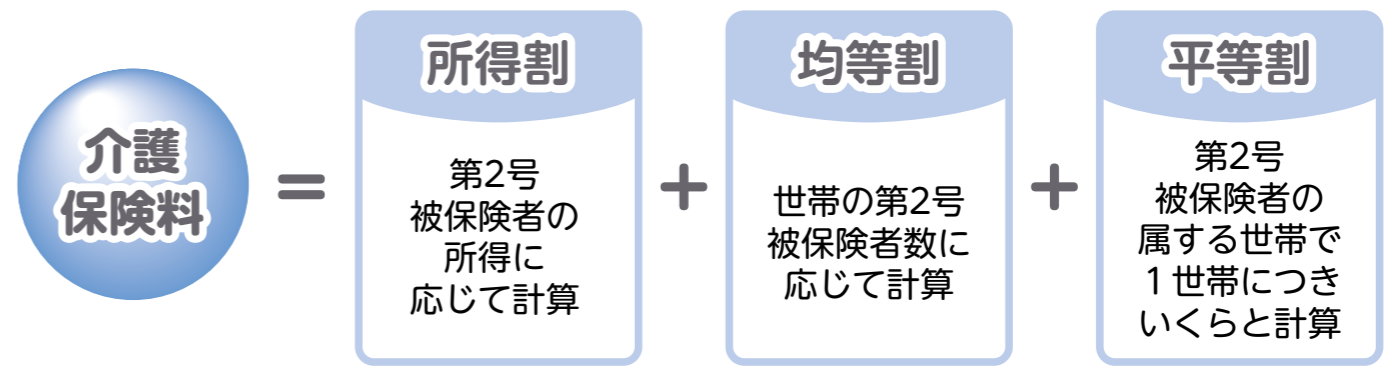 介護
保険料
=
所得割
第2号
被保険者の
所得に
応じて計算
+
均等割
世帯の第2号
被保険者数に
応じて計算
+
平等割
第2号
被保険者の
属する世帯で
１世帯につき
いくらと計算